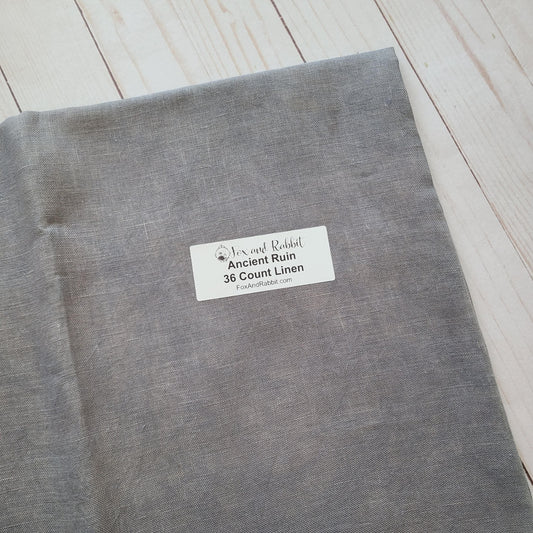 Fox and Rabbit
Ancient Ruin
36 Count Linen
FoxAndRabbit.com